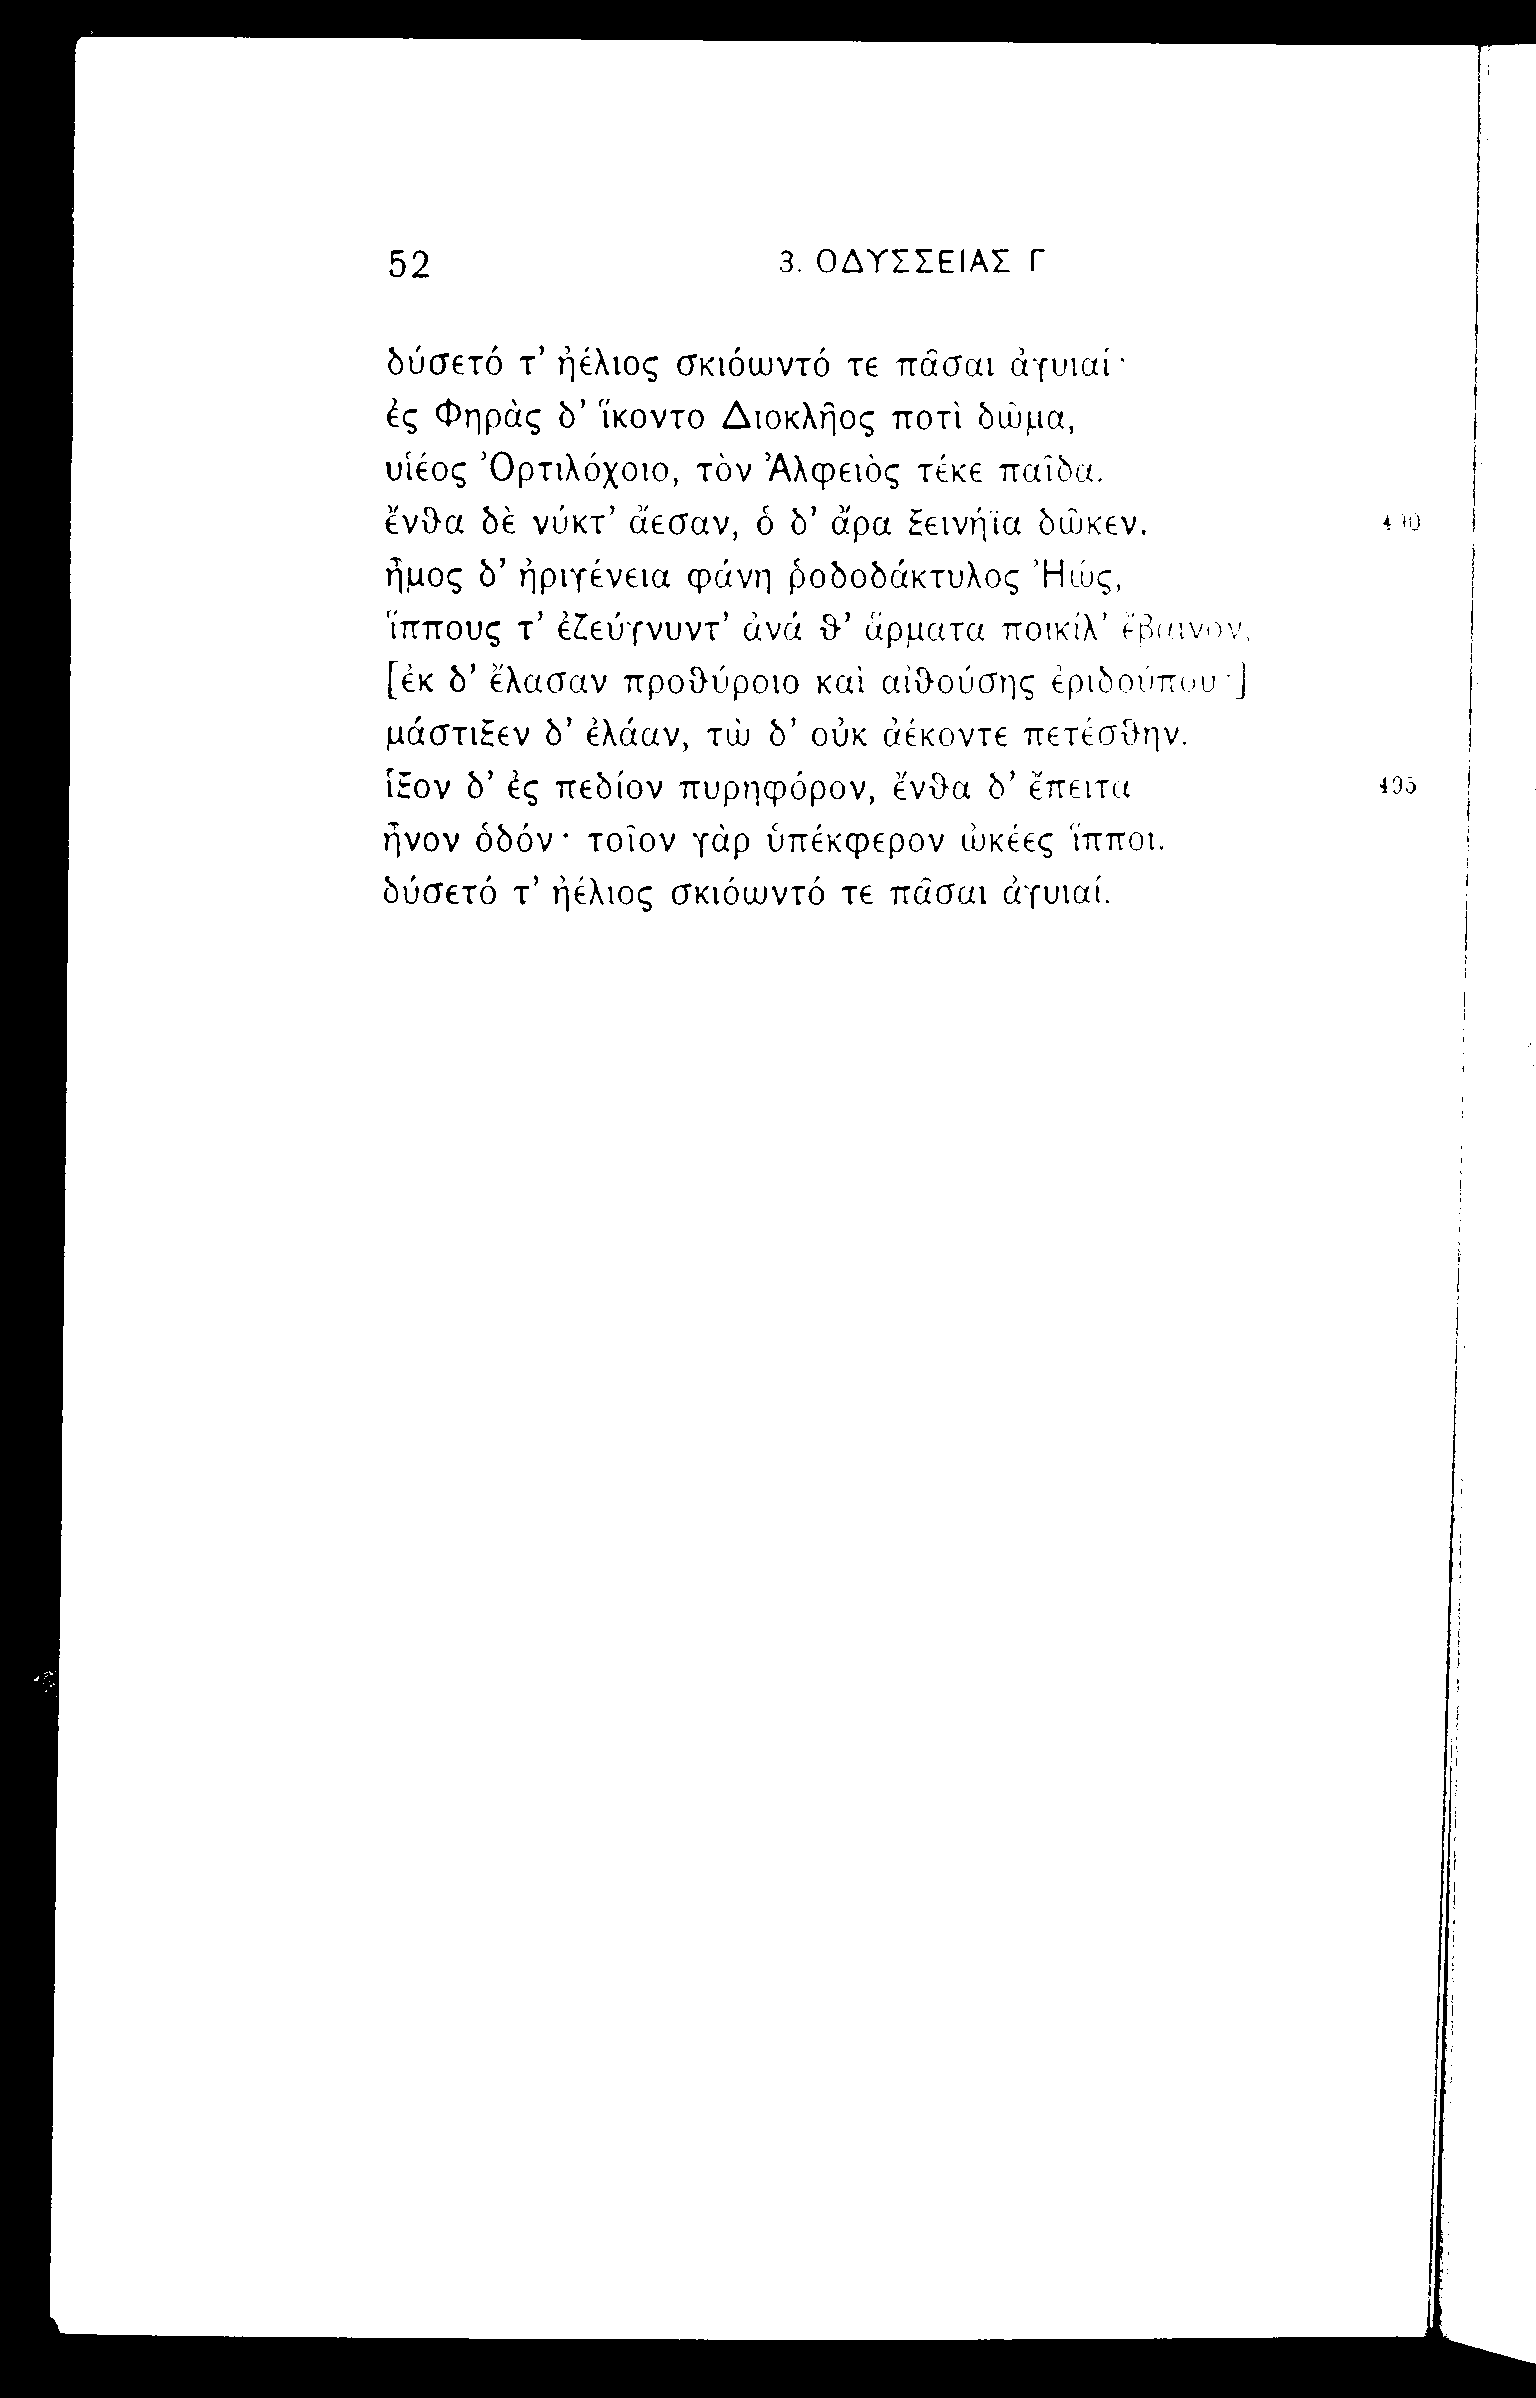 52 3. ΟΔΥΣΣΕΙΑΣ Γ
δύσετό τ’ ἠέλιος σκιόωντό τε πᾶσαι ἀγυιαί·
ἐς Φηρὰς δ’ ἵκοντο Διοκλῆος ποτὶ δῶμα,
υἱέος Ὀρτιλόχοιο, τὸν Ἀλφειὸς τέκε παῖδα.
ἔνθα δὲ νύκτ’ ἄεσαν, ὁ δ’ ἄρα ξεινήϊα δῶκεν. 490
ἦμος δ’ ἠριγένεια φάνη ῥοδοδάκτυλος Ἠώς,
ἵππους τ’ ἐζεύγνυντ’ ἀνά θ’ ἅρματα ποικίλ’ ἔβαινον,
[ἐκ δ’ ἔλασαν προθύροιο καὶ αἰθούσης ἐριδούπου·]
μάστιξεν δ’ ἐλάαν, τὼ δ’ οὐκ ἀέκοντε πετέσθην.
ἷξον δ’ ἐς πεδίον πυρηφόρον, ἔνθα δ’ ἔπειτα 495
ἦνον ὁδόν· τοῖον γὰρ ὑπέκφερον ὠκέες ἵπποι.
δύσετό τ’ ἠέλιος σκιόωντό τε πᾶσαι ἀγυιαί.